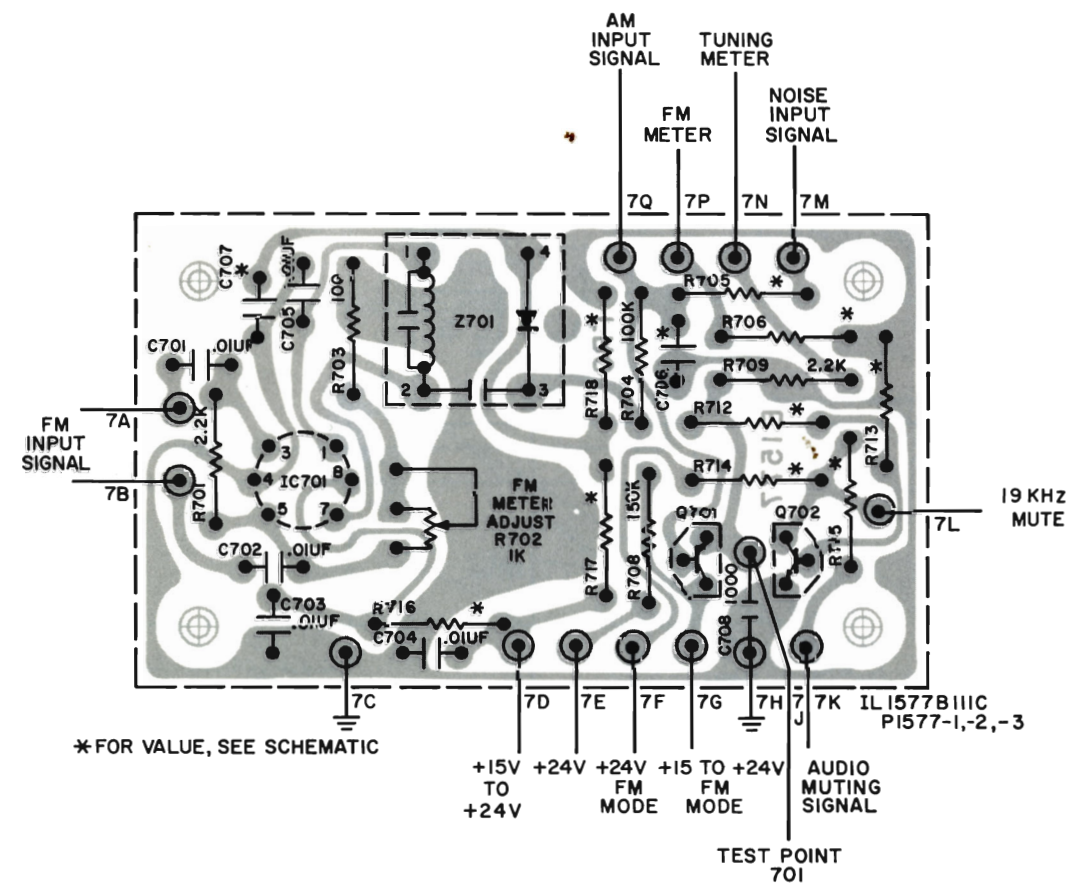 AM
INPUT
SIGNAL
TUNING
METER
FM
METER
NOISE
INPUT
SIGNAL
7Q
7P
7N
7M
C707
*
.01UF
C705
100
R703
1
4
Z701
2
3
C701
.01UF
R705
*
R706
*
R709
2.2K
R712
*
R714
*
*
R718
100K
R704
*
C706
*
R713
*
R715
7A
FM
INPUT
SIGNAL
7B
2.2K
R701
3
1
4
IC701
8
5
7
FM
METER
ADJUST
R702
1K
*
R717
150K
R708
Q701
Q702
1577
7L
19 KHz
MUTE
C702
.01UF
C703
.01UF
R716
*
C704
.01UF
1000
C708
7C
7D
7E
7F
7G
7H
7J
7K
IL1577B111C
P1577-1,-2,-3
*FOR VALUE, SEE SCHEMATIC
+15V
TO
+24V
+24V
+24V
FM
MODE
+15 TO +24V
FM
MODE
AUDIO
MUTING
SIGNAL
TEST POINT
701